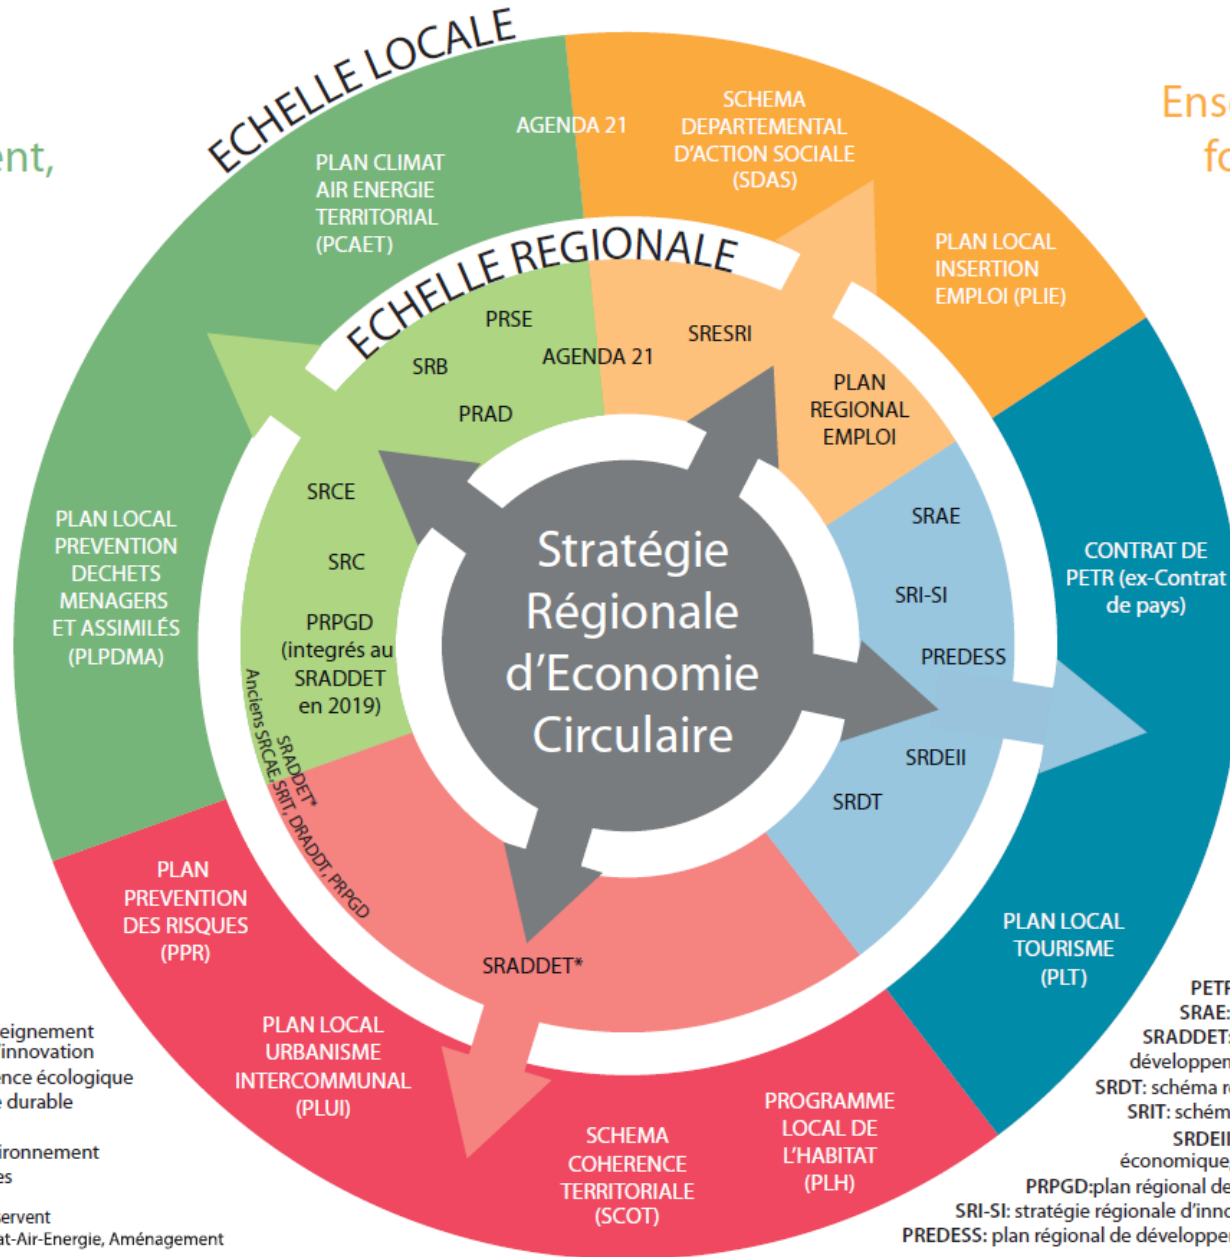 ECHELLE LOCALE
AGENDA 21
SCHEMA
DEPARTEMENTAL
D'ACTION SOCIALE
(SDAS)
PLAN CLIMAT
AIR ENERGIE
TERRITORIAL
(PCAET)
PLAN LOCAL
INSERTION
EMPLOI (PLIE)
ECHELLE REGIONALE
PRSE
SRB
AGENDA 21
SRESRI
PRAD
PLAN
REGIONAL
EMPLOI
SRCE
SRC
PRPGD
(integrés au
SRADDET
en 2019)
SRADDET*
Anciens SRCAE,SRIT, DRADDT, PRPGD
PLAN LOCAL
PREVENTION
DECHETS
MENAGERS
ET ASSIMILÉS
(PLPDMA)
Stratégie
Régionale
d'Economie
Circulaire
SRAE
SRI-SI
PREDESS
SRDEII
SRDT
CONTRAT DE
PETR (ex-Contrat
de pays)
PLAN LOCAL
TOURISME
(PLT)
PLAN
PREVENTION
DES RISQUES
(PPR)
SRADDET*
PLAN LOCAL
URBANISME
INTERCOMMUNAL
(PLUI)
SCHEMA
COHERENCE
TERRITORIALE
(SCOT)
PROGRAMME
LOCAL DE
L'HABITAT
(PLH)
ent,
Ens
fo
eignement
'innovation
ence écologique
e durable
ironnement
es
servent
at-Air-Energie, Aménagement
PETR
SRAE:
SRADDET:
développem
SRDT: schéma r
SRIT: schém
SRDEII
économique,
PRPGD:plan régional de
SRI-SI: stratégie régionale d'inno
PREDESS: plan régional de développe